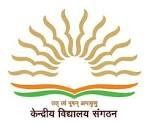 तत् त्वं पूषन् अपावृणु
केन्द्रीय विद्यालय संगठन